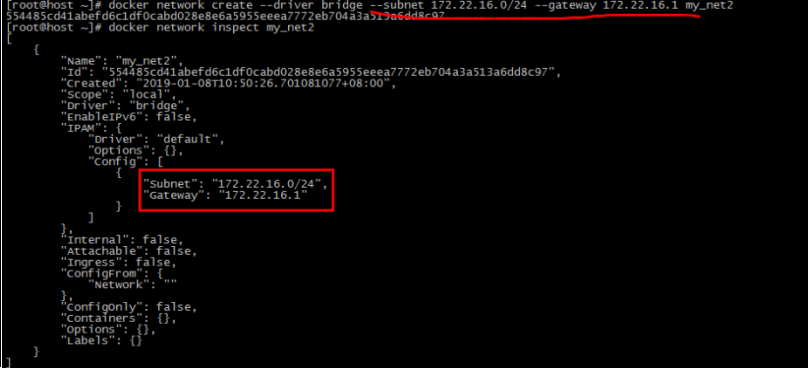 [root@host ~]# docker network create --driver bridge --subnet 172.22.16.0/24 --gateway 172.22.16.1 my_net2
554485cd41abefd6c1df0cabd028e8e6a5955eeea7772eb704a3a513a6dd8c97
[root@host ~]# docker network inspect my_net2
[
    {
        "Name": "my_net2",
        "Id": "554485cd41abefd6c1df0cabd028e8e6a5955eeea7772eb704a3a513a6dd8c97",
        "Created": "2019-01-08T10:50:26.701081077+08:00",
        "Scope": "local",
        "Driver": "bridge",
        "EnableIPv6": false,
        "IPAM": {
            "Driver": "default",
            "Options": {},
            "Config": [
                {
                    "Subnet": "172.22.16.0/24",
                    "Gateway": "172.22.16.1"
                }
            ]
        },
        "Internal": false,
        "Attachable": false,
        "Ingress": false,
        "ConfigFrom": {
            "Network": ""
        },
        "ConfigOnly": false,
        "Containers": {},
        "Options": {},
        "Labels": {}
    }
]